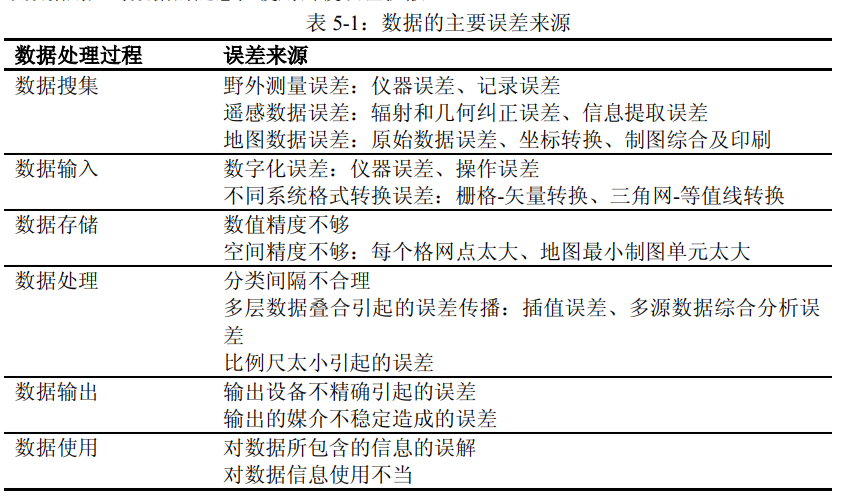 表 5-1：数据的主要误差来源
数据处理过程 误差来源
数据搜集 野外测量误差：仪器误差、记录误差
遥感数据误差：辐射和几何纠正误差、信息提取误差
地图数据误差：原始数据误差、坐标转换、制图综合及印刷
数据输入 数字化误差：仪器误差、操作误差
不同系统格式转换误差：栅格-矢量转换、三角网-等值线转换
数据存储 数值精度不够
空间精度不够：每个格网点太大、地图最小制图单元太大
数据处理 分类间隔不合理
多层数据叠合引起的误差传播：插值误差、多源数据综合分析误
差
比例尺太小引起的误差
数据输出 输出设备不精确引起的误差
输出的媒介不稳定造成的误差
数据使用 对数据所包含的信息的误解
对数据信息使用不当